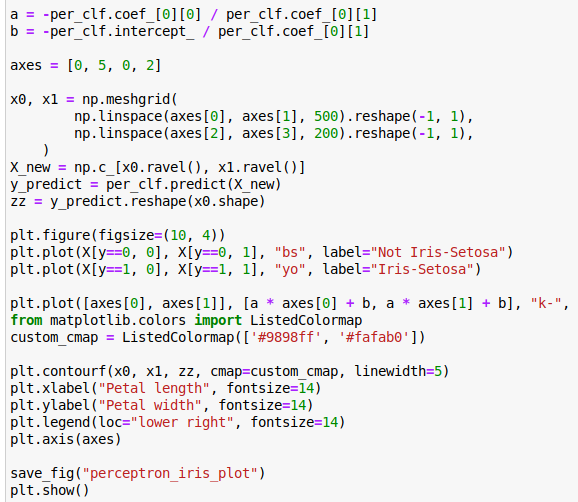 a = -per_clf.coef_[0][0] / per_clf.coef_[0][1]
b = -per_clf.intercept_ / per_clf.coef_[0][1]

axes = [0, 5, 0, 2]

x0, x1 = np.meshgrid(
        np.linspace(axes[0], axes[1], 500).reshape(-1, 1),
        np.linspace(axes[2], axes[3], 200).reshape(-1, 1),
    )
X_new = np.c_[x0.ravel(), x1.ravel()]
y_predict = per_clf.predict(X_new)
zz = y_predict.reshape(x0.shape)

plt.figure(figsize=(10, 4))
plt.plot(X[y==0, 0], X[y==0, 1], "bs", label="Not Iris-Setosa")
plt.plot(X[y==1, 0], X[y==1, 1], "yo", label="Iris-Setosa")

plt.plot([axes[0], axes[1]], [a * axes[0] + b, a * axes[1] + b], "k-",
from matplotlib.colors import ListedColormap
custom_cmap = ListedColormap(['#9898ff', '#fafab0'])

plt.contourf(x0, x1, zz, cmap=custom_cmap, linewidth=5)
plt.xlabel("Petal length", fontsize=14)
plt.ylabel("Petal width", fontsize=14)
plt.legend(loc="lower right", fontsize=14)
plt.axis(axes)

save_fig("perceptron_iris_plot")
plt.show()